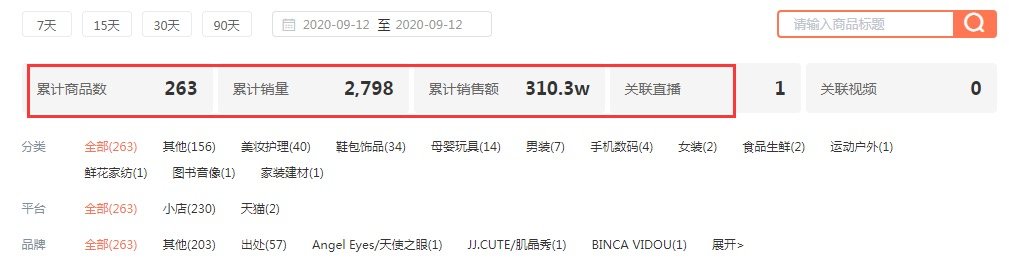 7天 15天 30天 90天 2020-09-12 至 2020-09-12 请输入商品标题
累计商品数 263 累计销量 2,798 累计销售额 310.3w 关联直播 1 关联视频 0
分类 全部(263) 其他(156) 美妆护理(40) 鞋包饰品(34) 母婴玩具(14) 男装(7) 手机数码(4) 女装(2) 食品生鲜(2) 运动户外(1)
鲜花家纺(1) 图书音像(1) 家装建材(1)
平台 全部(263) 小店(230) 天猫(2)
品牌 全部(263) 其他(203) 出处(57) Angel Eyes/天使之眼(1) JJ.CUTE/肌晶秀(1) BINCA VIDOU(1) 展开>